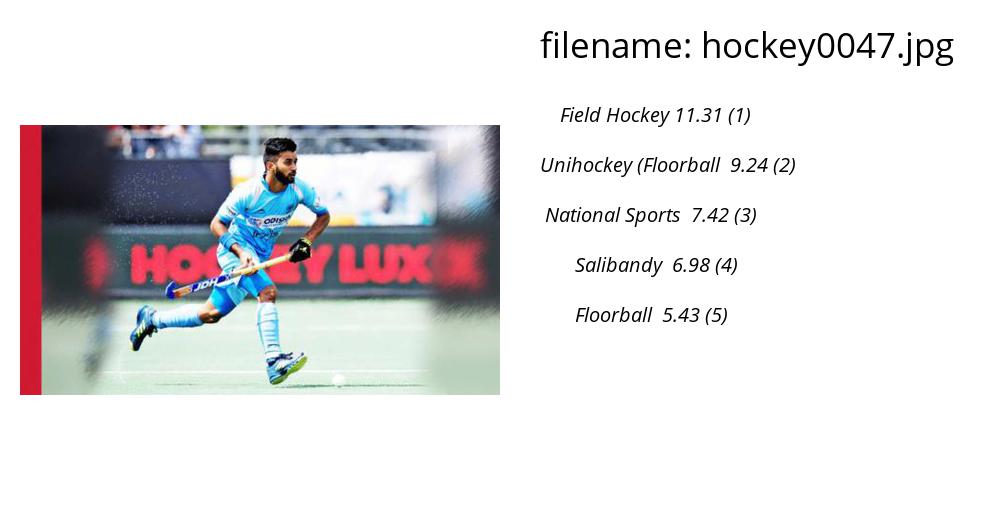 filename: hockey0047.jpg
Field Hockey 11.31 (1)
Unihockey (Floorball 9.24 (2)
National Sports 7.42 (3)
Salibandy 6.98 (4)
Floorball 5.43 (5)
ODISHA
HOCKEY LUX
JDH